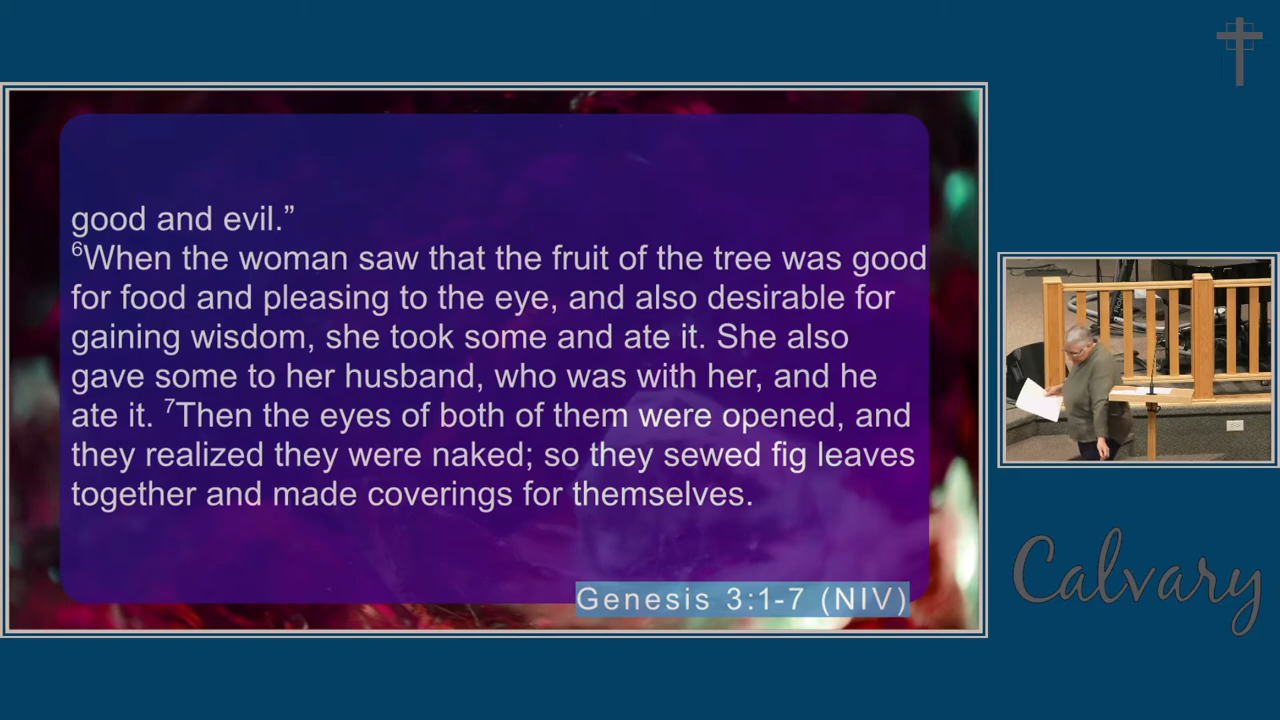 good and evil.”
⁶When the woman saw that the fruit of the tree was good
for food and pleasing to the eye, and also desirable for
gaining wisdom, she took some and ate it. She also
gave some to her husband, who was with her, and he
ate it. ⁷Then the eyes of both of them were opened, and
they realized they were naked; so they sewed fig leaves
together and made coverings for themselves.
Genesis 3:1-7 (NIV)
Calvary